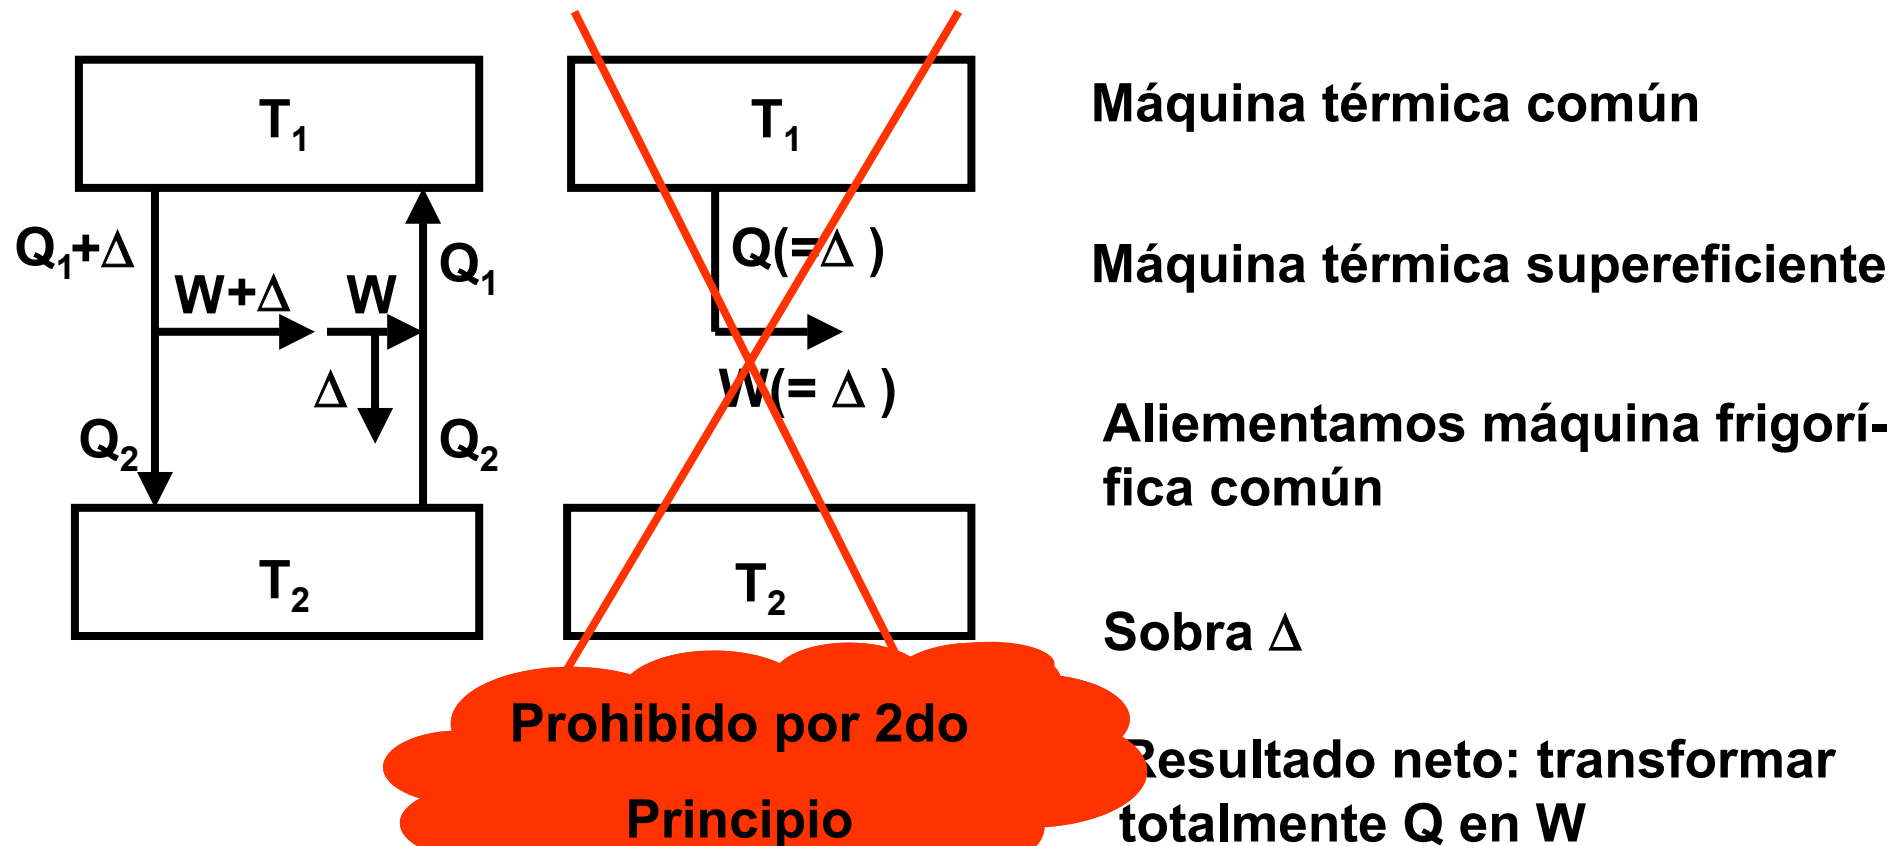 T1
T1
Máquina térmica común
Q1+Δ
W+Δ
W
Q1
Q(=Δ )
Máquina térmica supereficiente
Δ
W(= Δ )
Q2
Q2
Aliementamos máquina frigorí-
fica común
T2
T2
Sobra Δ
Prohibido por 2do
Principio
Resultado neto: transformar
totalmente Q en W